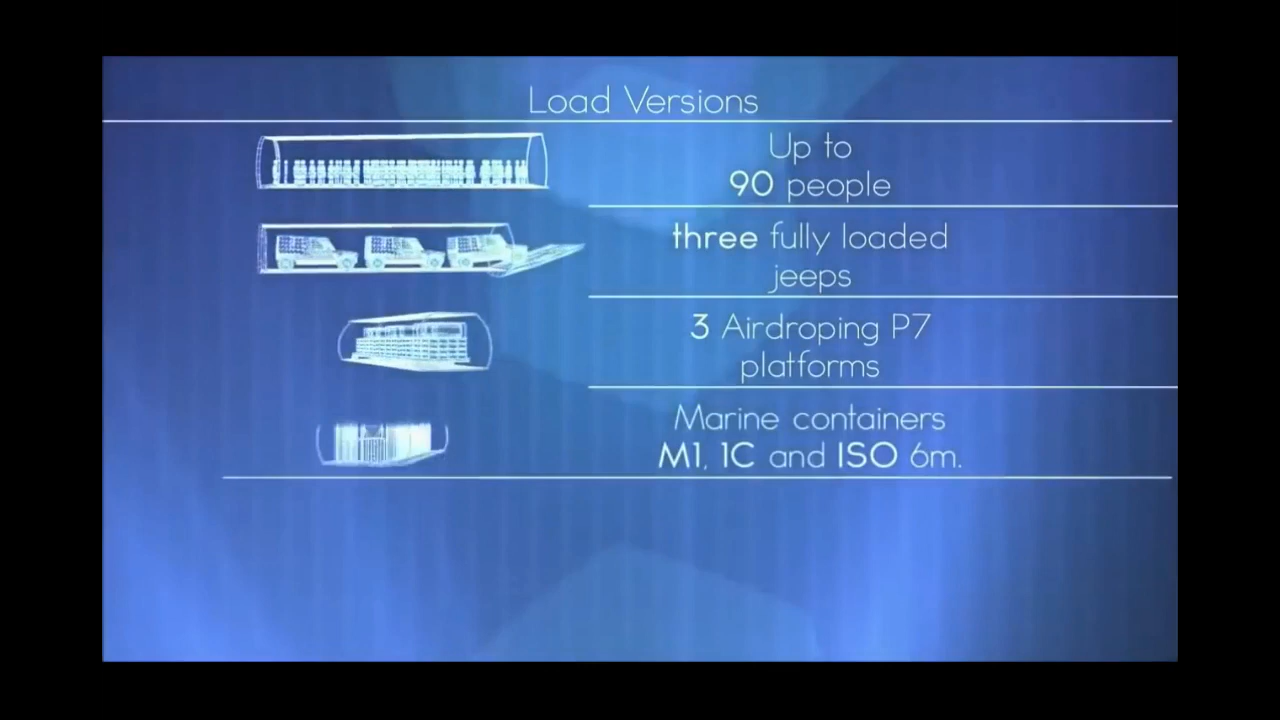 Load Versions
Up to
90 people
three fully loaded
jeeps
3 Airdroping P7
platforms
Marine containers
M1, 1C and ISO 6m.